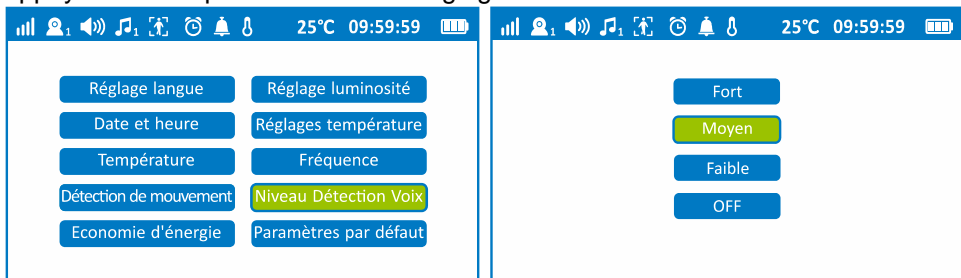 25℃ 09:59:59
Réglage langue
Réglage luminosité
Date et heure
Réglages température
Température
Fréquence
Détection de mouvement
Niveau Détection Voix
Economie d'énergie
Paramètres par défaut
25℃ 09:59:59
Fort
Moyen
Faible
OFF